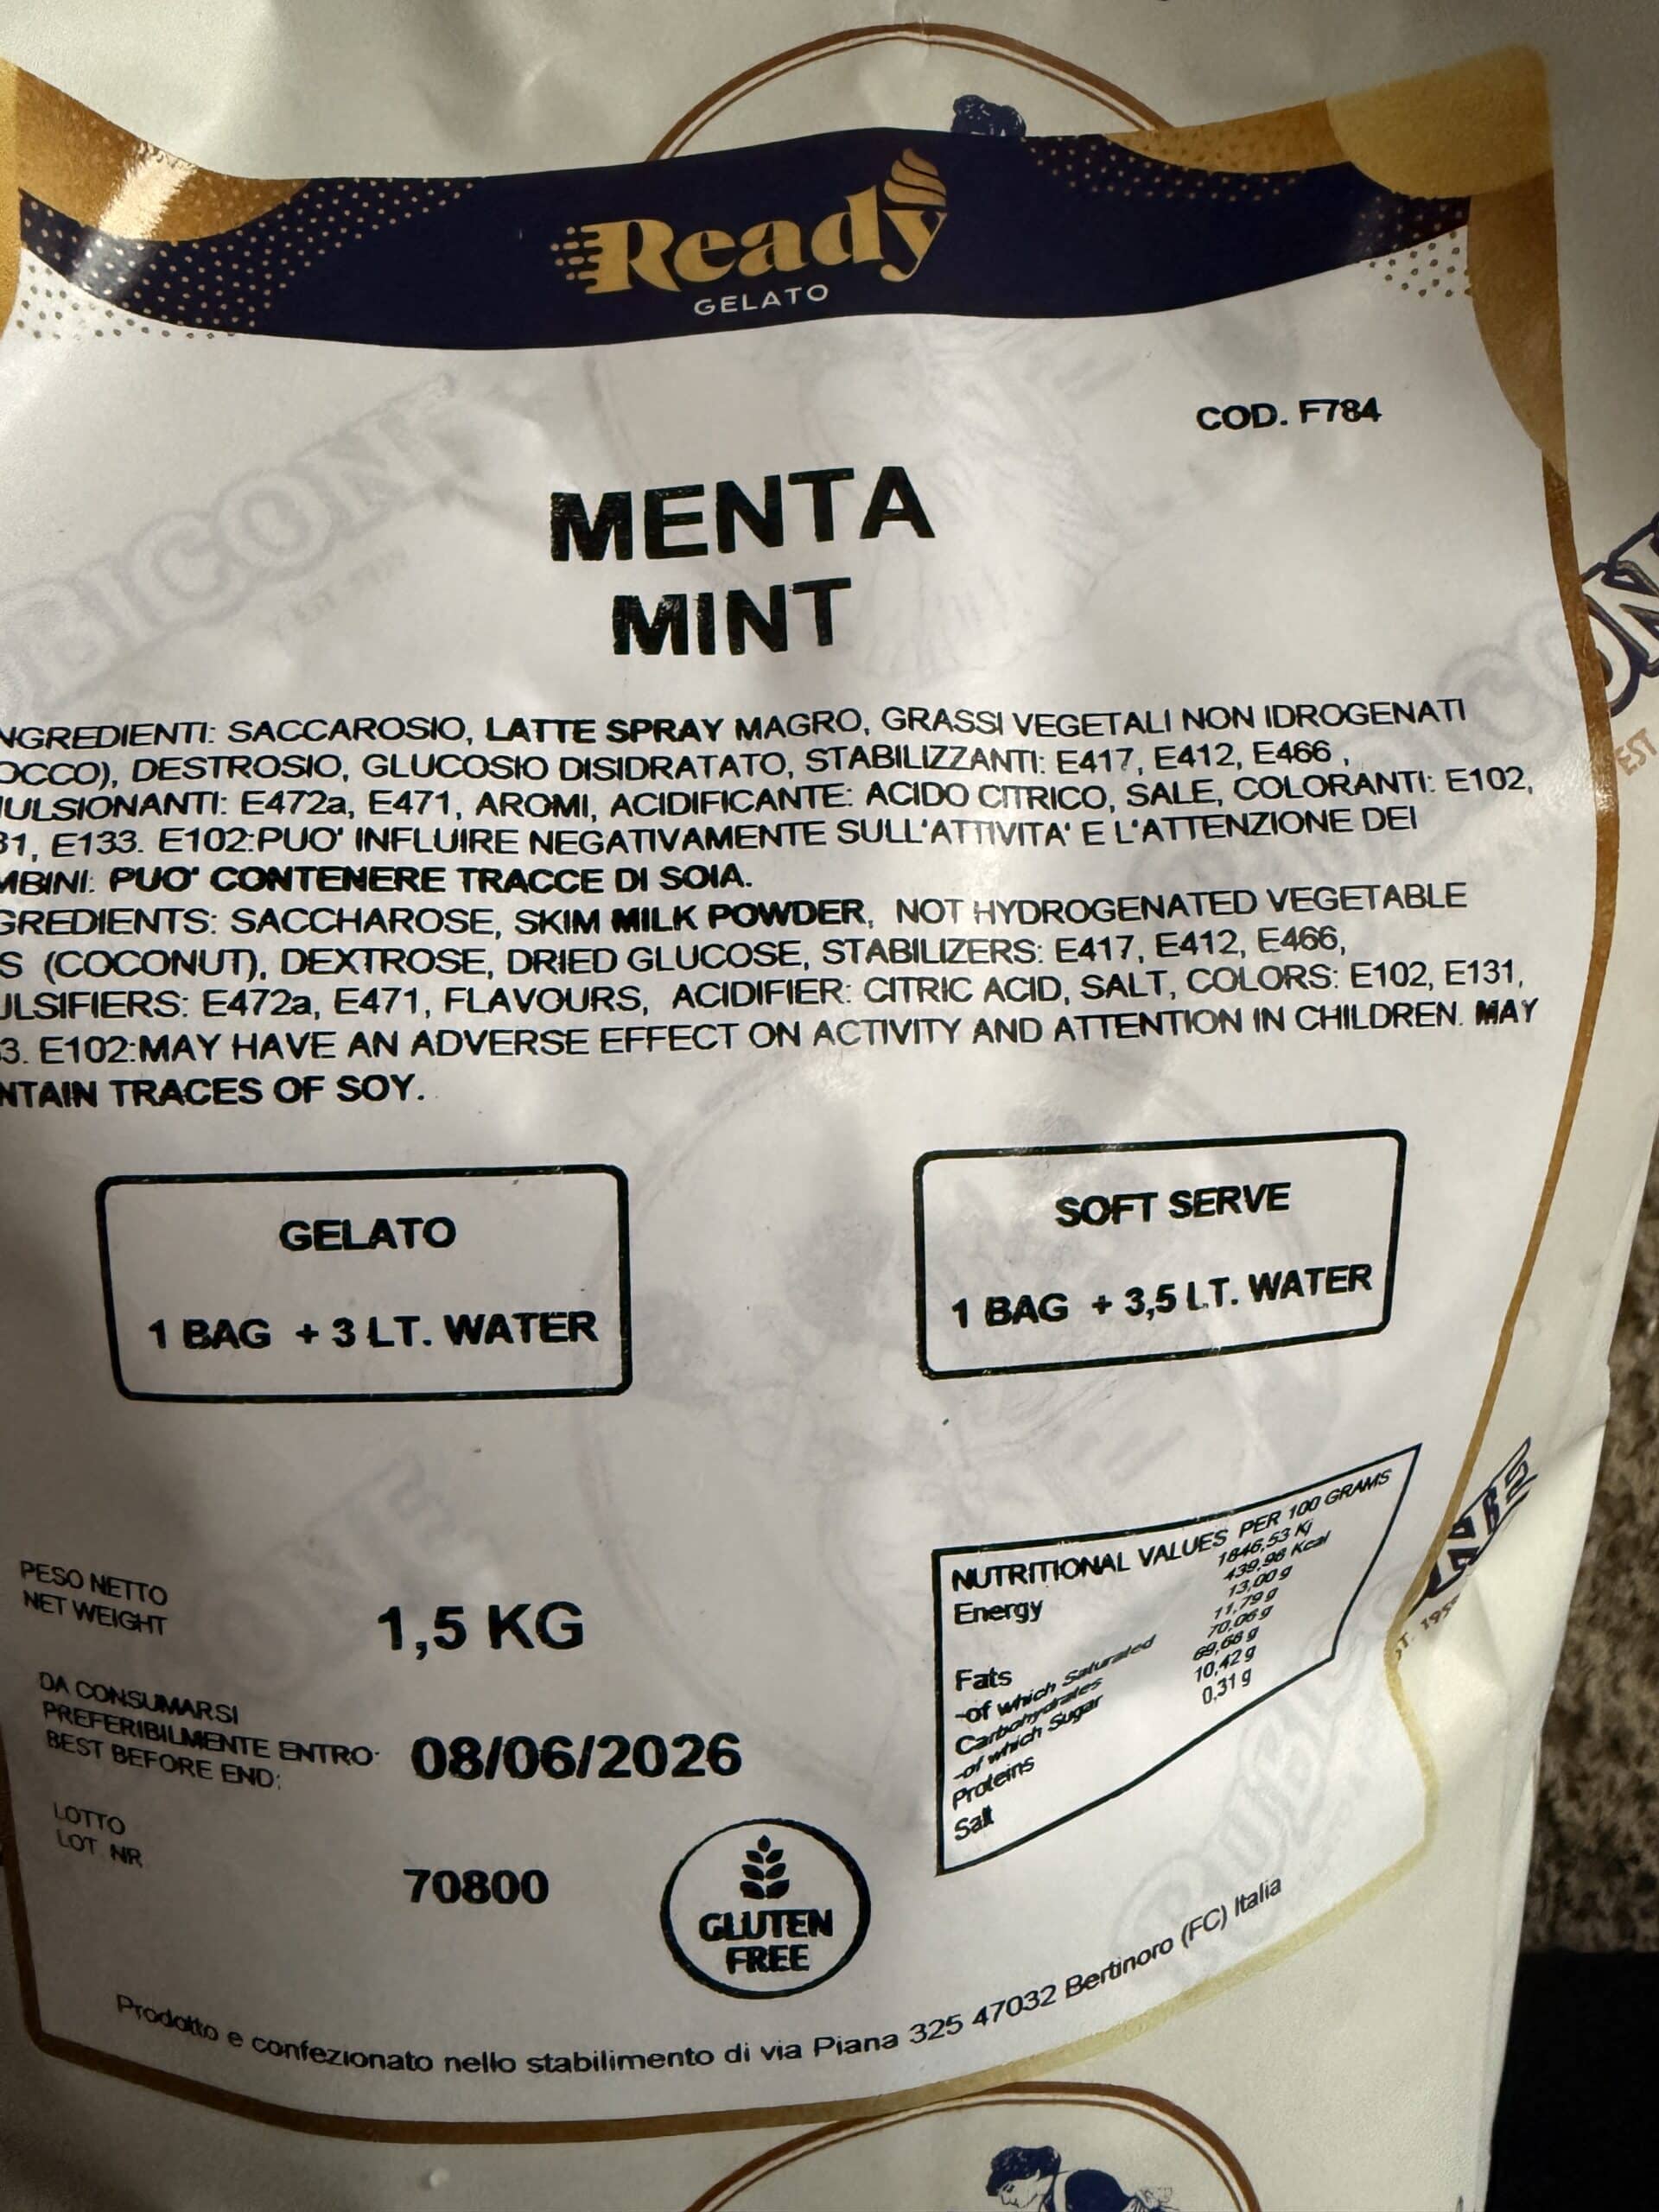 Ready
GELATO
COD. F784
MENTA
MINT
NGREDIENTI: SACCAROSIO, LATTE SPRAY MAGRO, GRASSI VEGETALI NON IDROGENATI
OCCO), DESTROSIO, GLUCOSIO DISIDRATATO, STABILIZZANTI: E417, E412, E466 ,
ULSIONANTI: E472a, E471, AROMI, ACIDIFICANTE: ACIDO CITRICO, SALE, COLORANTI: E102,
31, E133. E102:PUO' INFLUIRE NEGATIVAMENTE SULL'ATTIVITA' E L'ATTENZIONE DEI
MBINI. PUO' CONTENERE TRACCE DI SOIA.
GREDIENTS: SACCHAROSE, SKIM MILK POWDER, NOT HYDROGENATED VEGETABLE
S (COCONUT), DEXTROSE, DRIED GLUCOSE, STABILIZERS: E417, E412, E466,
ULSIFIERS: E472a, E471, FLAVOURS, ACIDIFIER: CITRIC ACID, SALT, COLORS: E102, E131,
3. E102:MAY HAVE AN ADVERSE EFFECT ON ACTIVITY AND ATTENTION IN CHILDREN. MAY
NTAIN TRACES OF SOY.
GELATO
1 BAG + 3 LT. WATER
SOFT SERVE
1 BAG + 3,5 LT. WATER
PESO NETTO
NET WEIGHT
1,5 KG
DA CONSUMARSI
PREFERIBILMENTE ENTRO:
BEST BEFORE END:
08/06/2026
LOTTO
LOT NR
70800
GLUTEN
FREE
NUTRITIONAL VALUES PER 100 GRAMS
Energy 1846,53 Kj
439,96 Kcal
Fats 13,00 g
-of which Saturated 11,79 g
Carbohydrates 70,06 g
-of which Sugar 69,68 g
Proteins 10,42 g
Salt 0,31 g
Prodotto e confezionato nello stabilimento di via Piana 325 47032 Bertinoro (FC) Italia